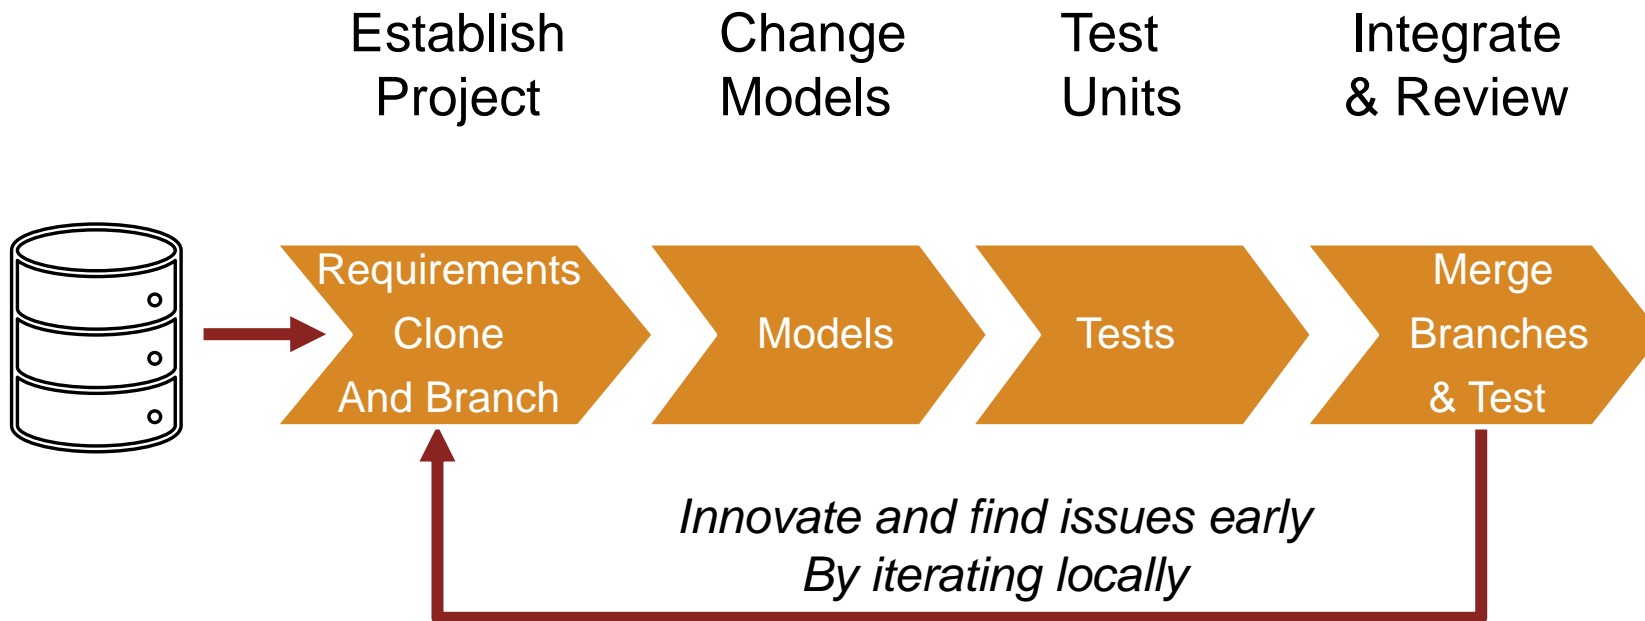 Establish
Project
Change
Models
Test
Units
Integrate
& Review
Requirements
Clone
And Branch
Models
Tests
Merge
Branches
& Test
Innovate and find issues early
By iterating locally